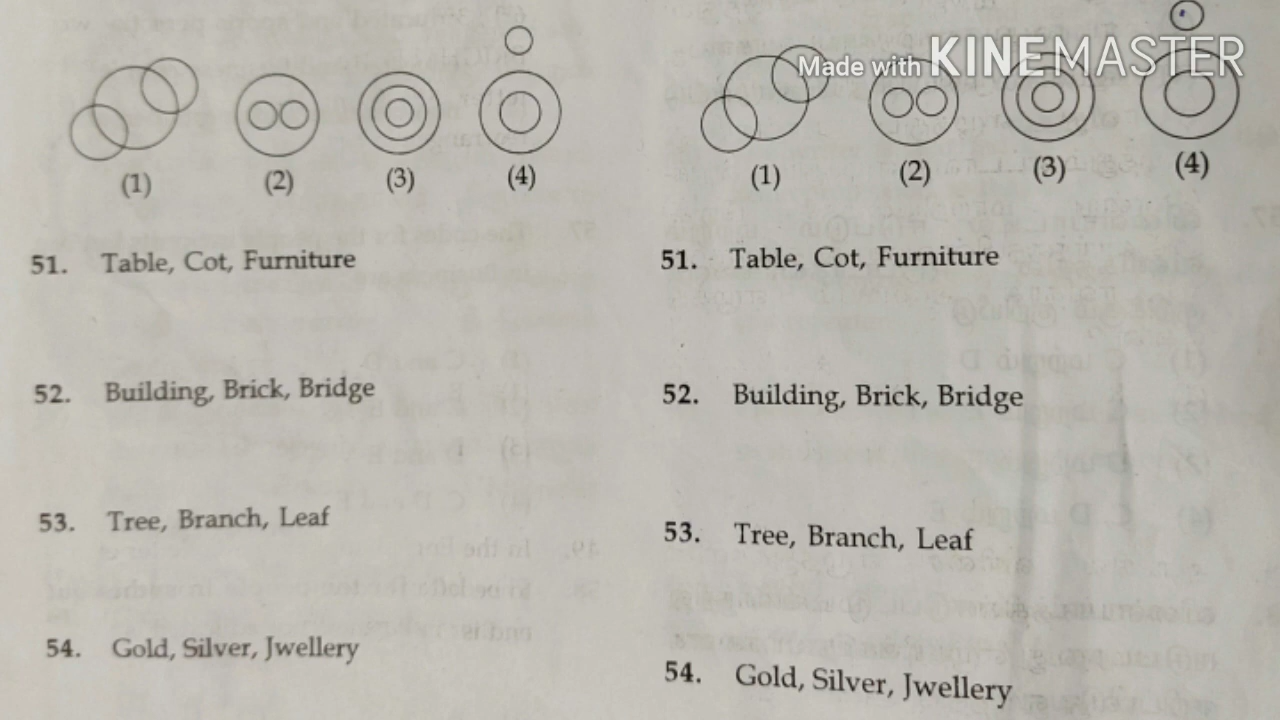 Made with KINEMASTER
(1) (2) (3) (4)
51. Table, Cot, Furniture
52. Building, Brick, Bridge
53. Tree, Branch, Leaf
54. Gold, Silver, Jwellery
(1) (2) (3) (4)
51. Table, Cot, Furniture
52. Building, Brick, Bridge
53. Tree, Branch, Leaf
54. Gold, Silver, Jwellery